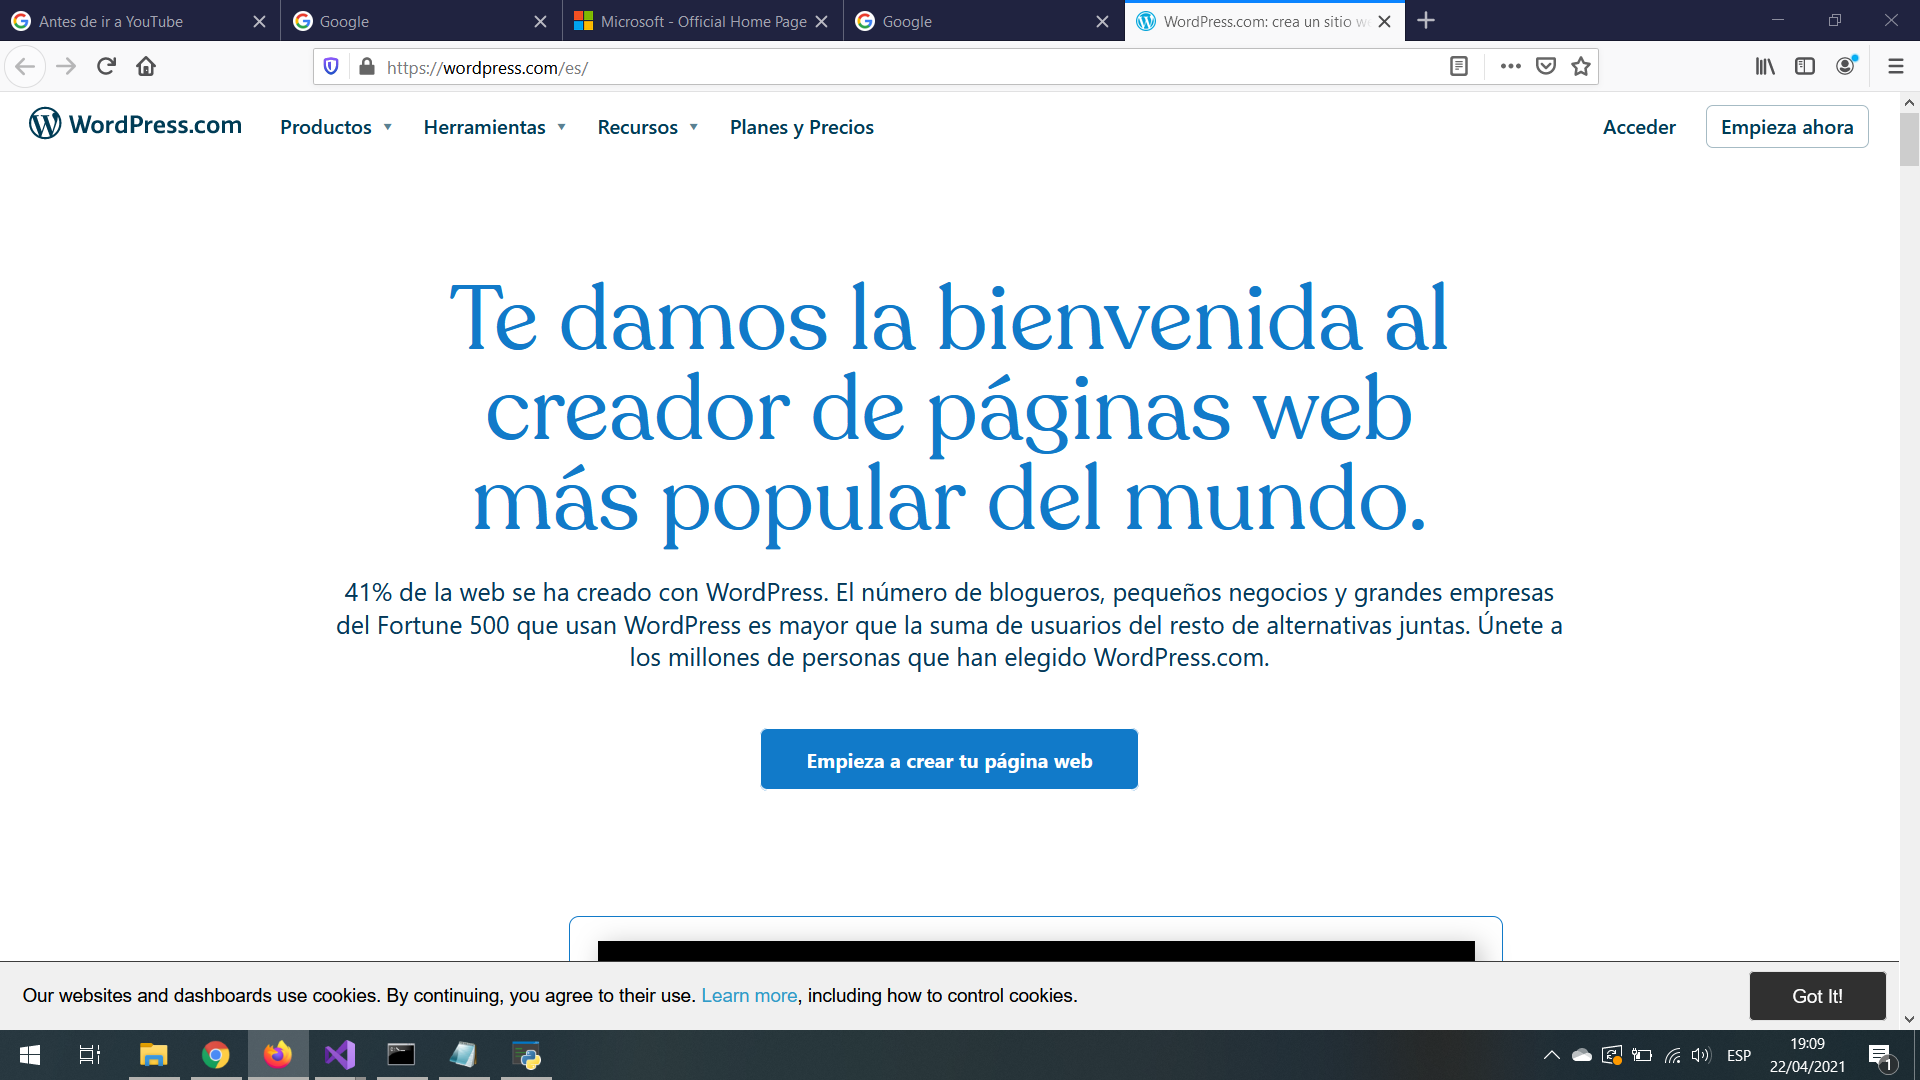 Antes de ir a YouTube
Google
Microsoft - Official Home Page
Google
WordPress.com: crea un sitio w
https://wordpress.com/es/
WordPress.com
Productos
Herramientas
Recursos
Planes y Precios
Acceder
Empieza ahora
Te damos la bienvenida al
creador de páginas web
más popular del mundo.
41% de la web se ha creado con WordPress. El número de blogueros, pequeños negocios y grandes empresas
del Fortune 500 que usan WordPress es mayor que la suma de usuarios del resto de alternativas juntas. Únete a
los millones de personas que han elegido WordPress.com.
Empieza a crear tu página web
Our websites and dashboards use cookies. By continuing, you agree to their use. Learn more, including how to control cookies.
Got It!
ESP
19:09
22/04/2021
1